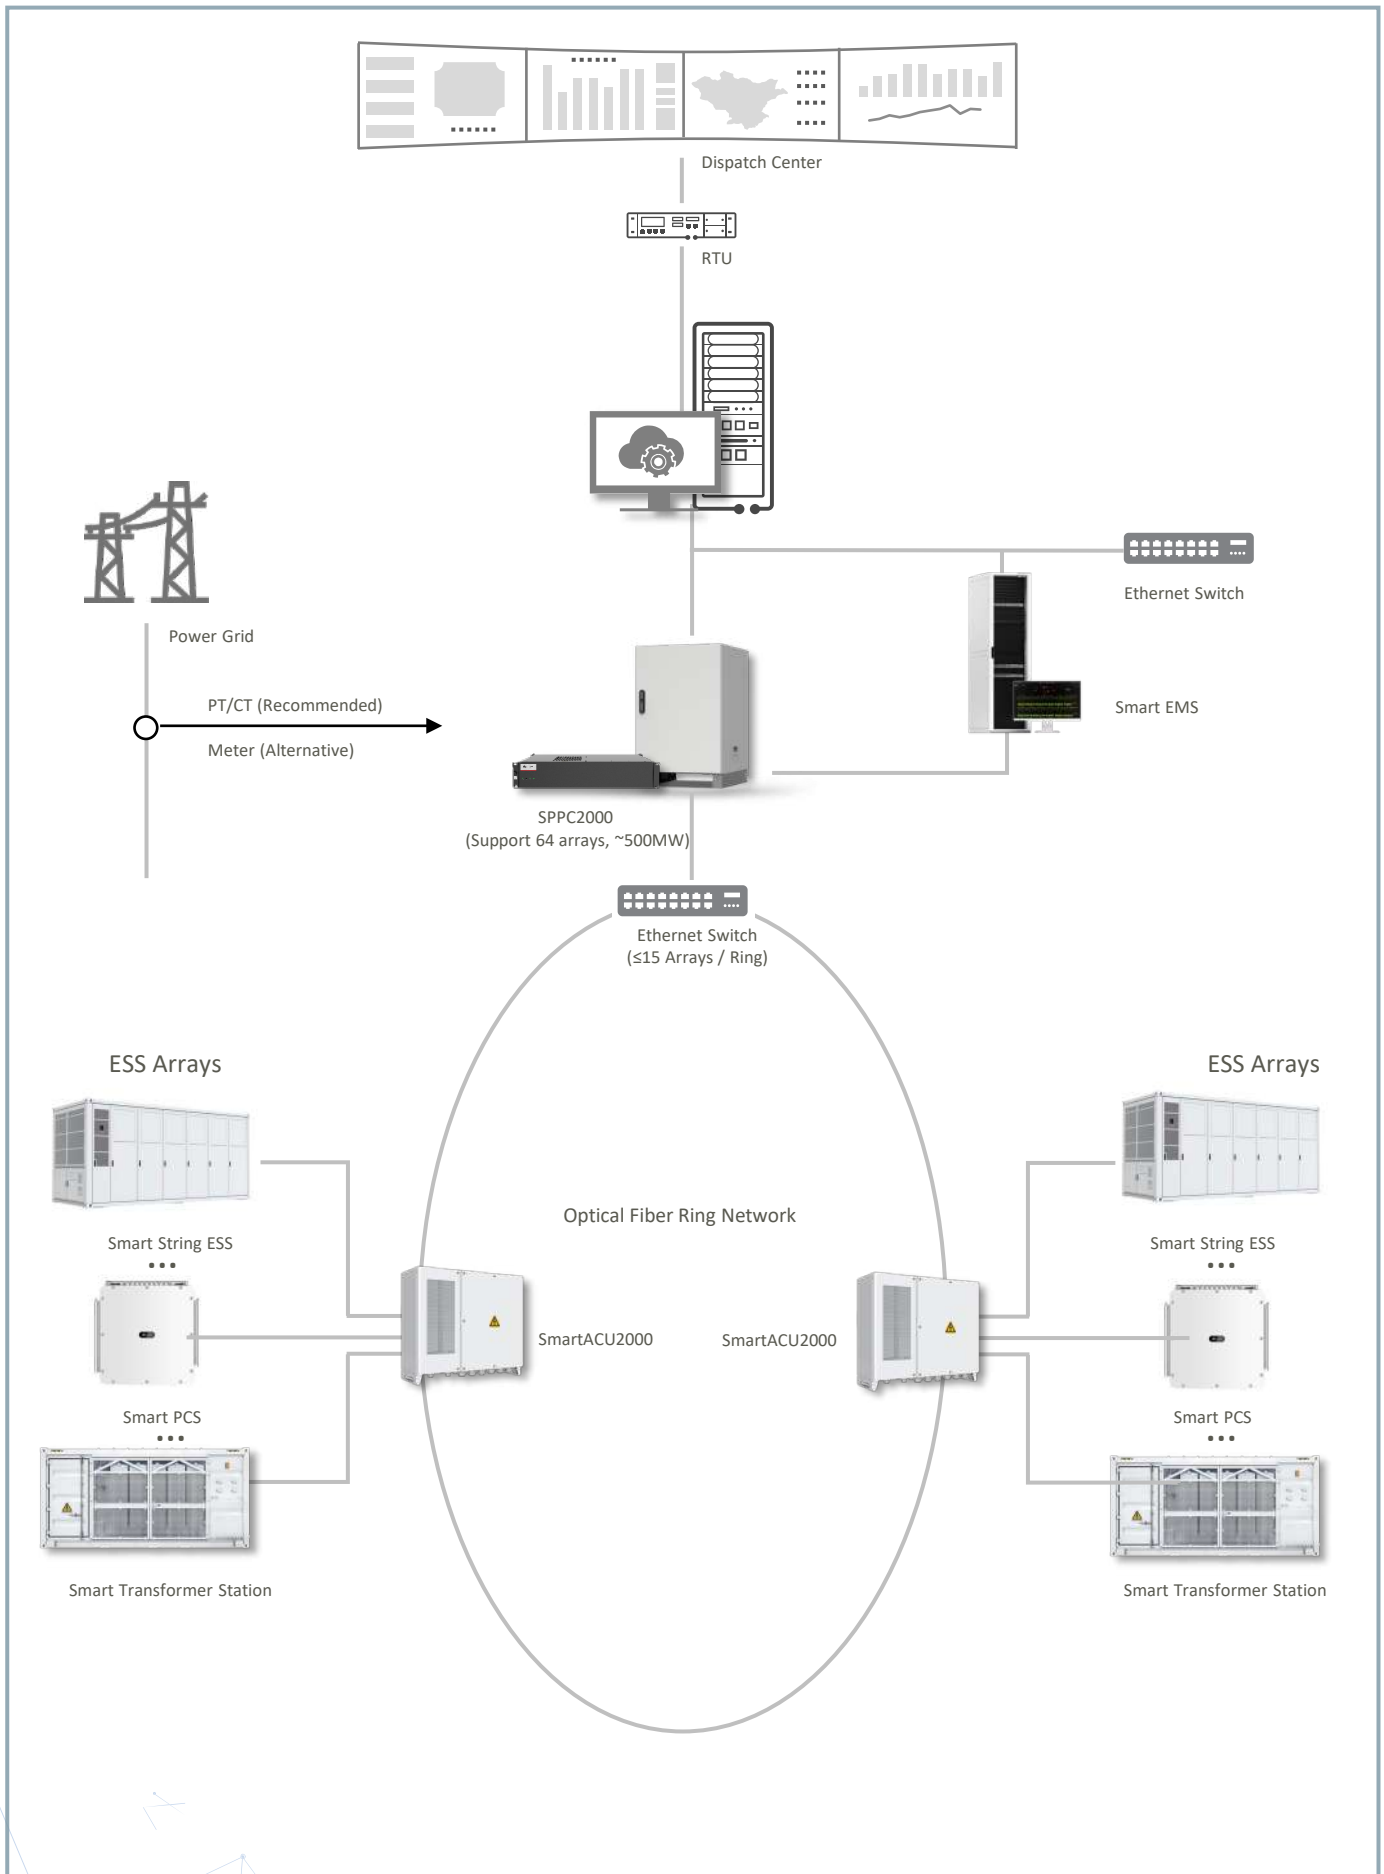 Dispatch Center
RTU
Ethernet Switch
Power Grid
PT/CT (Recommended)
Meter (Alternative)
Smart EMS
SPPC2000
(Support 64 arrays, ~500MW)
Ethernet Switch
(≤15 Arrays / Ring)
ESS Arrays
ESS Arrays
Optical Fiber Ring Network
Smart String ESS
Smart String ESS
SmartACU2000
SmartACU2000
Smart PCS
Smart PCS
Smart Transformer Station
Smart Transformer Station